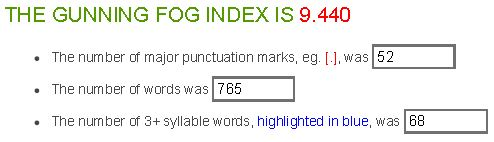 THE GUNNING FOG INDEX IS 9.440
• The number of major punctuation marks, eg. [.], was 52
• The number of words was 765
• The number of 3+ syllable words, highlighted in blue, was 68